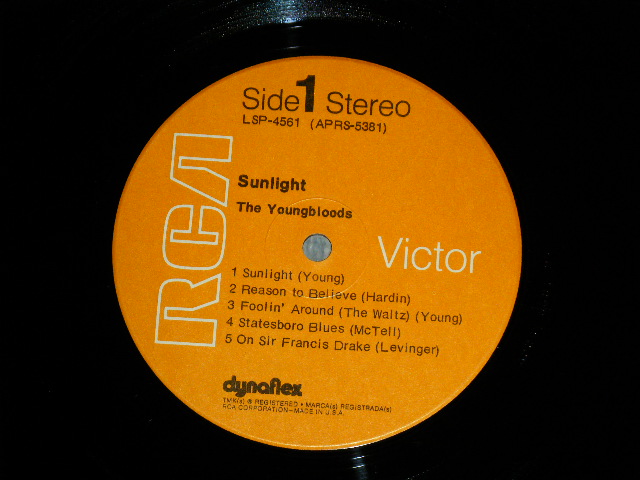 Side 1 Stereo
LSP-4561 (APRS-5381)
RCA
Sunlight
The Youngbloods
Victor
1 Sunlight (Young)
2 Reason to Believe (Hardin)
3 Foolin' Around (The Waltz) (Young)
4 Statesboro Blues (McTell)
5 On Sir Francis Drake (Levinger)
dynaflex
TMK(s) ® REGISTERED • MARCA(s) REGISTRADA(s)
RCA CORPORATION—MADE IN U.S.A.